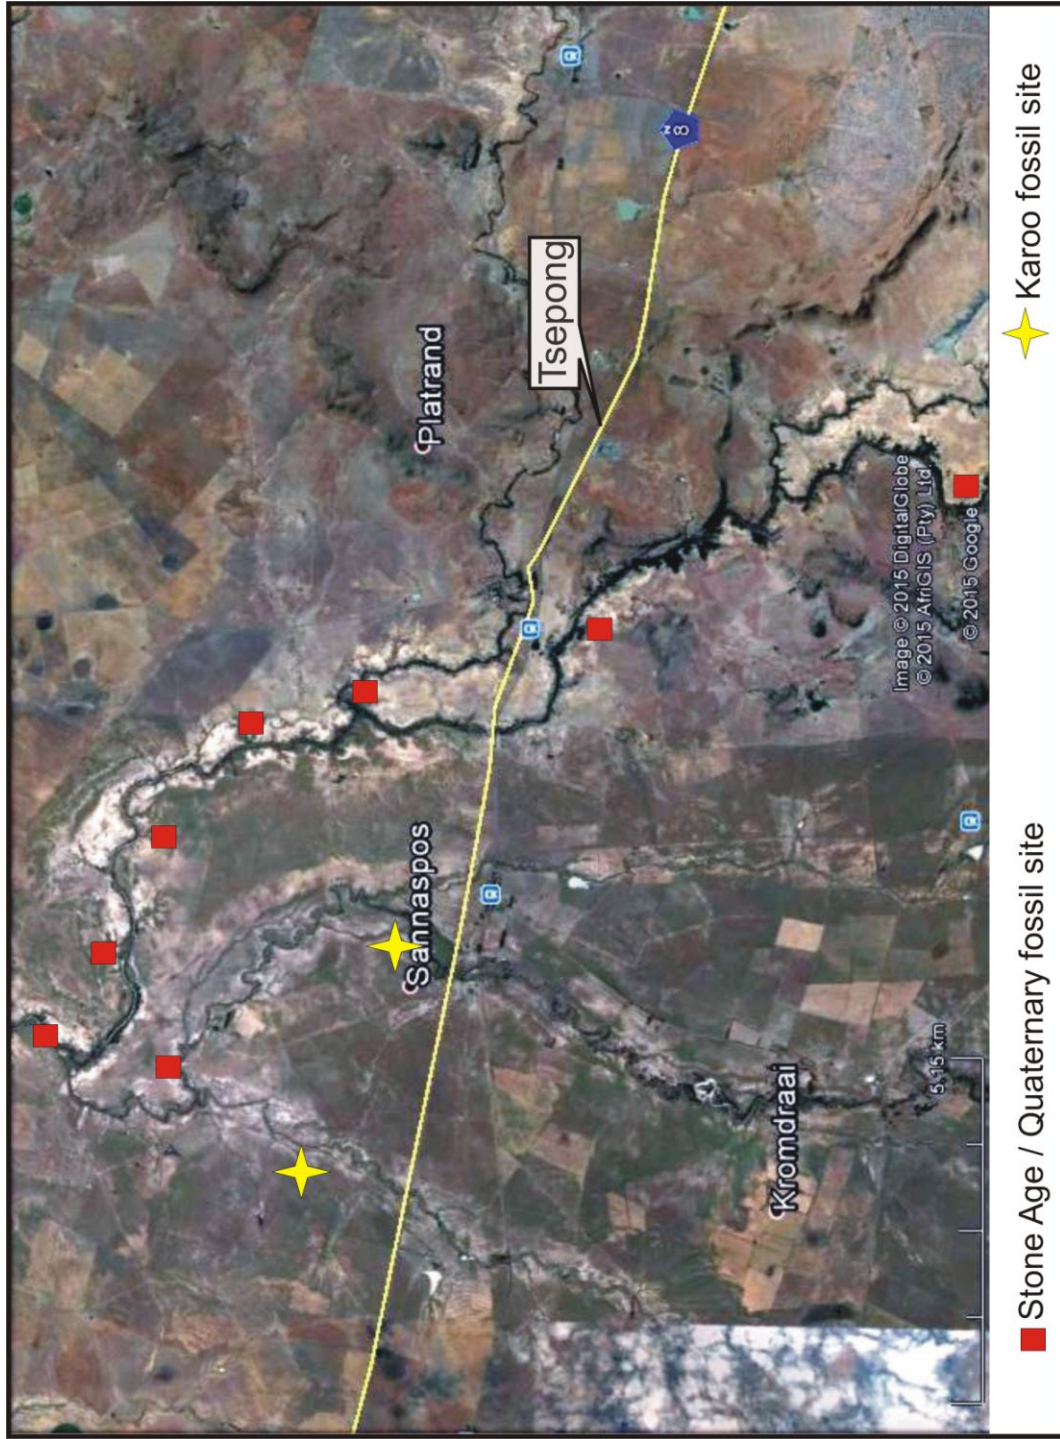 Platrand
Tsepong
N
8
Sannaspos
Kromdraai
Image © 2015 DigitalGlobe
© 2015 AfriGIS (Pty) Ltd.
© 2015 Google
5.15 km
Stone Age / Quaternary fossil site
Karoo fossil site